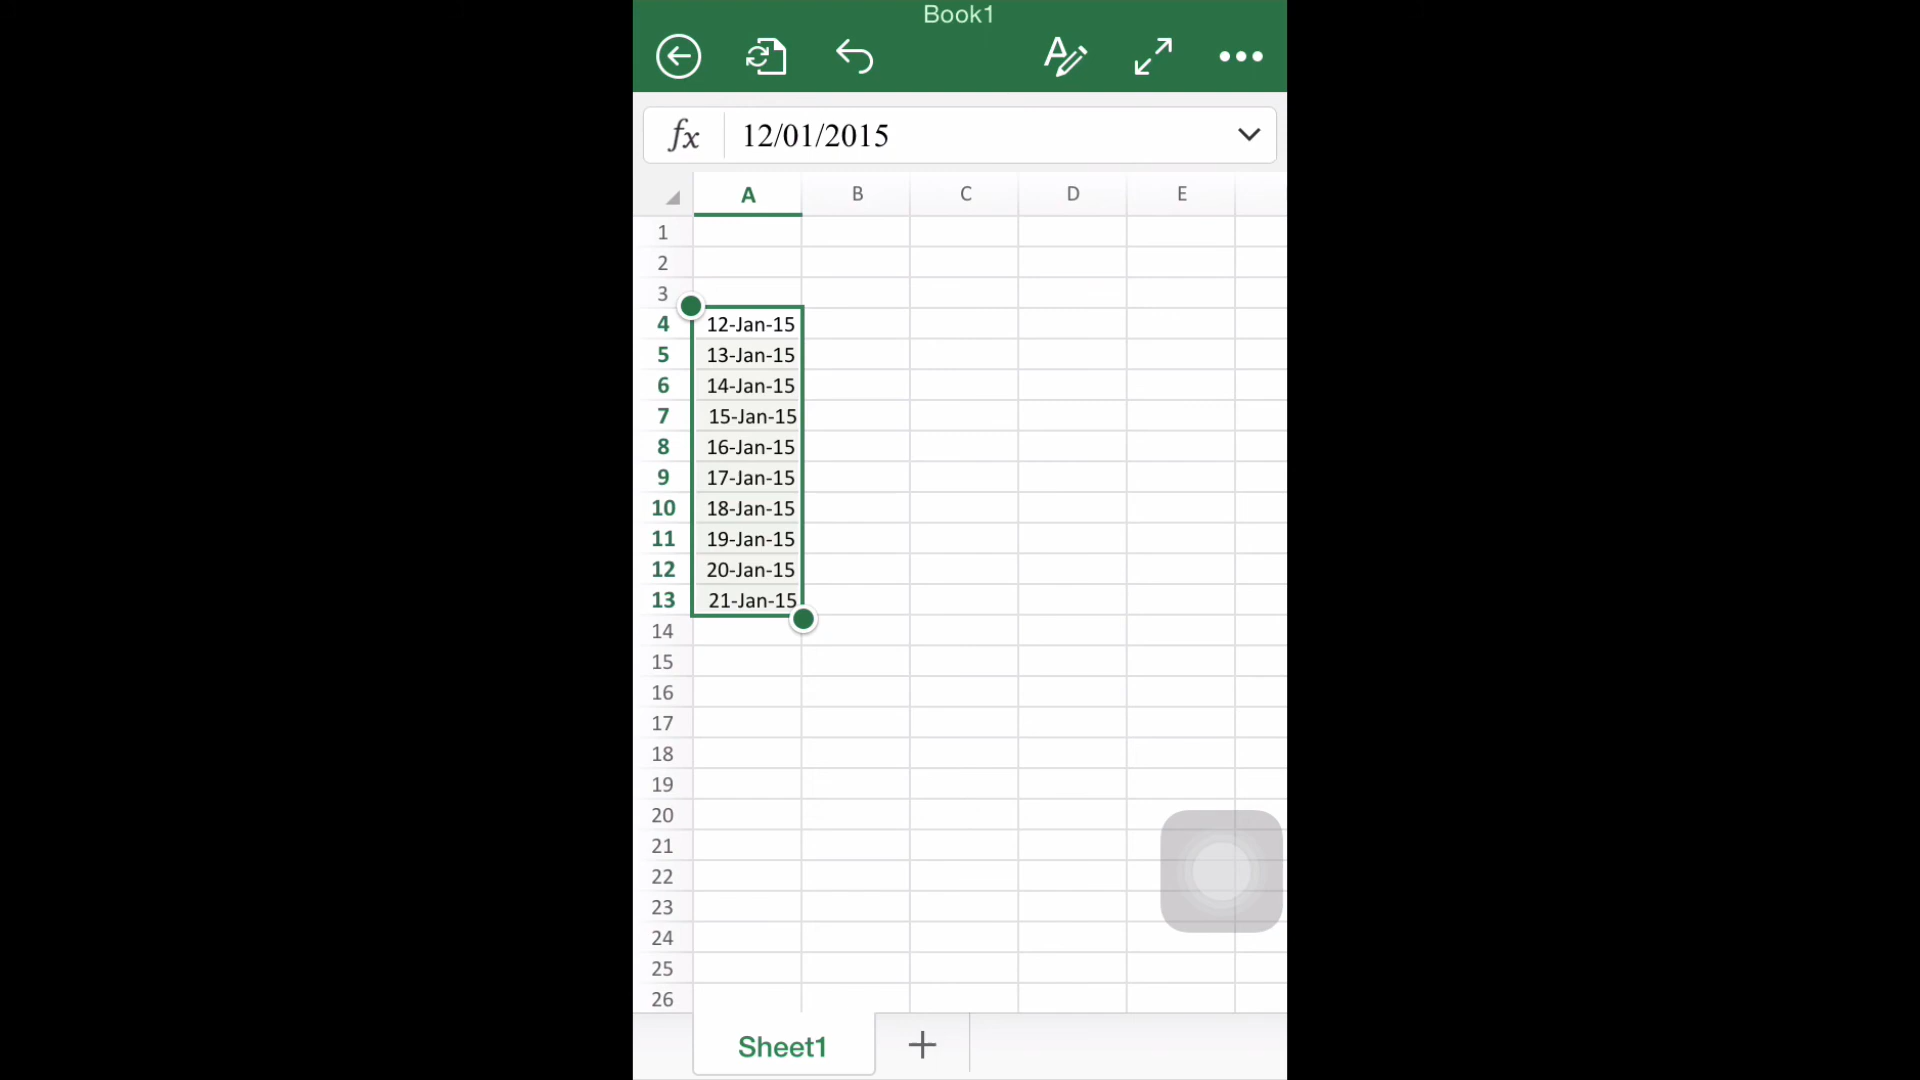 Book1
fx 12/01/2015
A B C D E
1
2
3
4 12-Jan-15
5 13-Jan-15
6 14-Jan-15
7 15-Jan-15
8 16-Jan-15
9 17-Jan-15
10 18-Jan-15
11 19-Jan-15
12 20-Jan-15
13 21-Jan-15
14
15
16
17
18
19
20
21
22
23
24
25
26
Sheet1